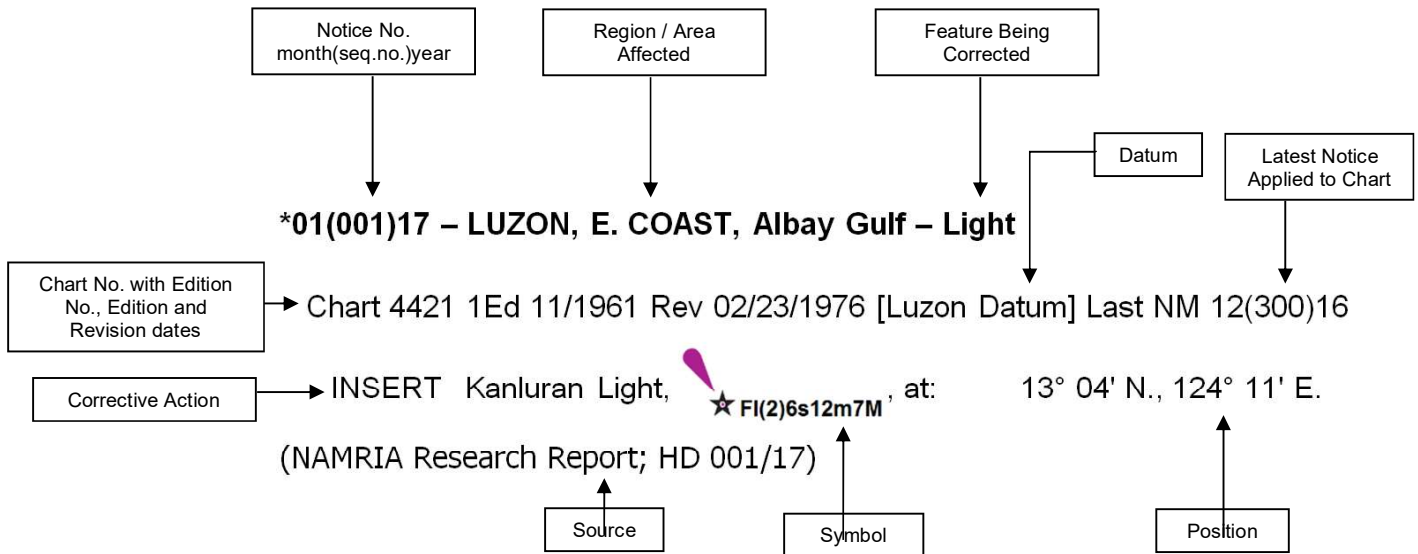 Notice No.
month(seq.no.)year
Region / Area
Affected
Feature Being
Corrected
Datum
Latest Notice
Applied to Chart
*01(001)17 – LUZON, E. COAST, Albay Gulf – Light
Chart No. with Edition
No., Edition and
Revision dates
Chart 4421 1Ed 11/1961 Rev 02/23/1976 [Luzon Datum] Last NM 12(300)16
Corrective Action
INSERT Kanluran Light, Fl(2)6s12m7M , at: 13° 04' N., 124° 11' E.
(NAMRIA Research Report; HD 001/17)
Source
Symbol
Position